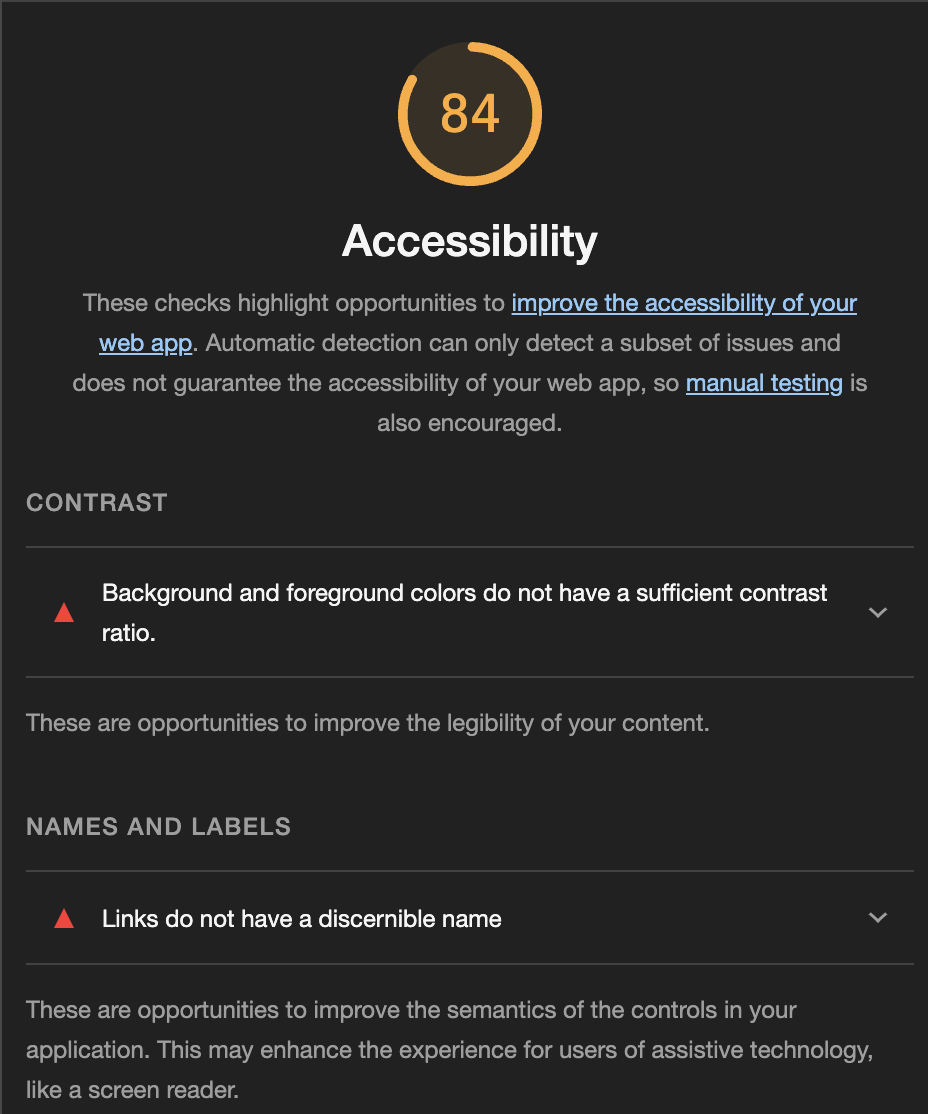 84
Accessibility
These checks highlight opportunities to improve the accessibility of your
web app. Automatic detection can only detect a subset of issues and
does not guarantee the accessibility of your web app, so manual testing is
also encouraged.
CONTRAST
Background and foreground colors do not have a sufficient contrast
ratio.
These are opportunities to improve the legibility of your content.
NAMES AND LABELS
Links do not have a discernible name
These are opportunities to improve the semantics of the controls in your
application. This may enhance the experience for users of assistive technology,
like a screen reader.